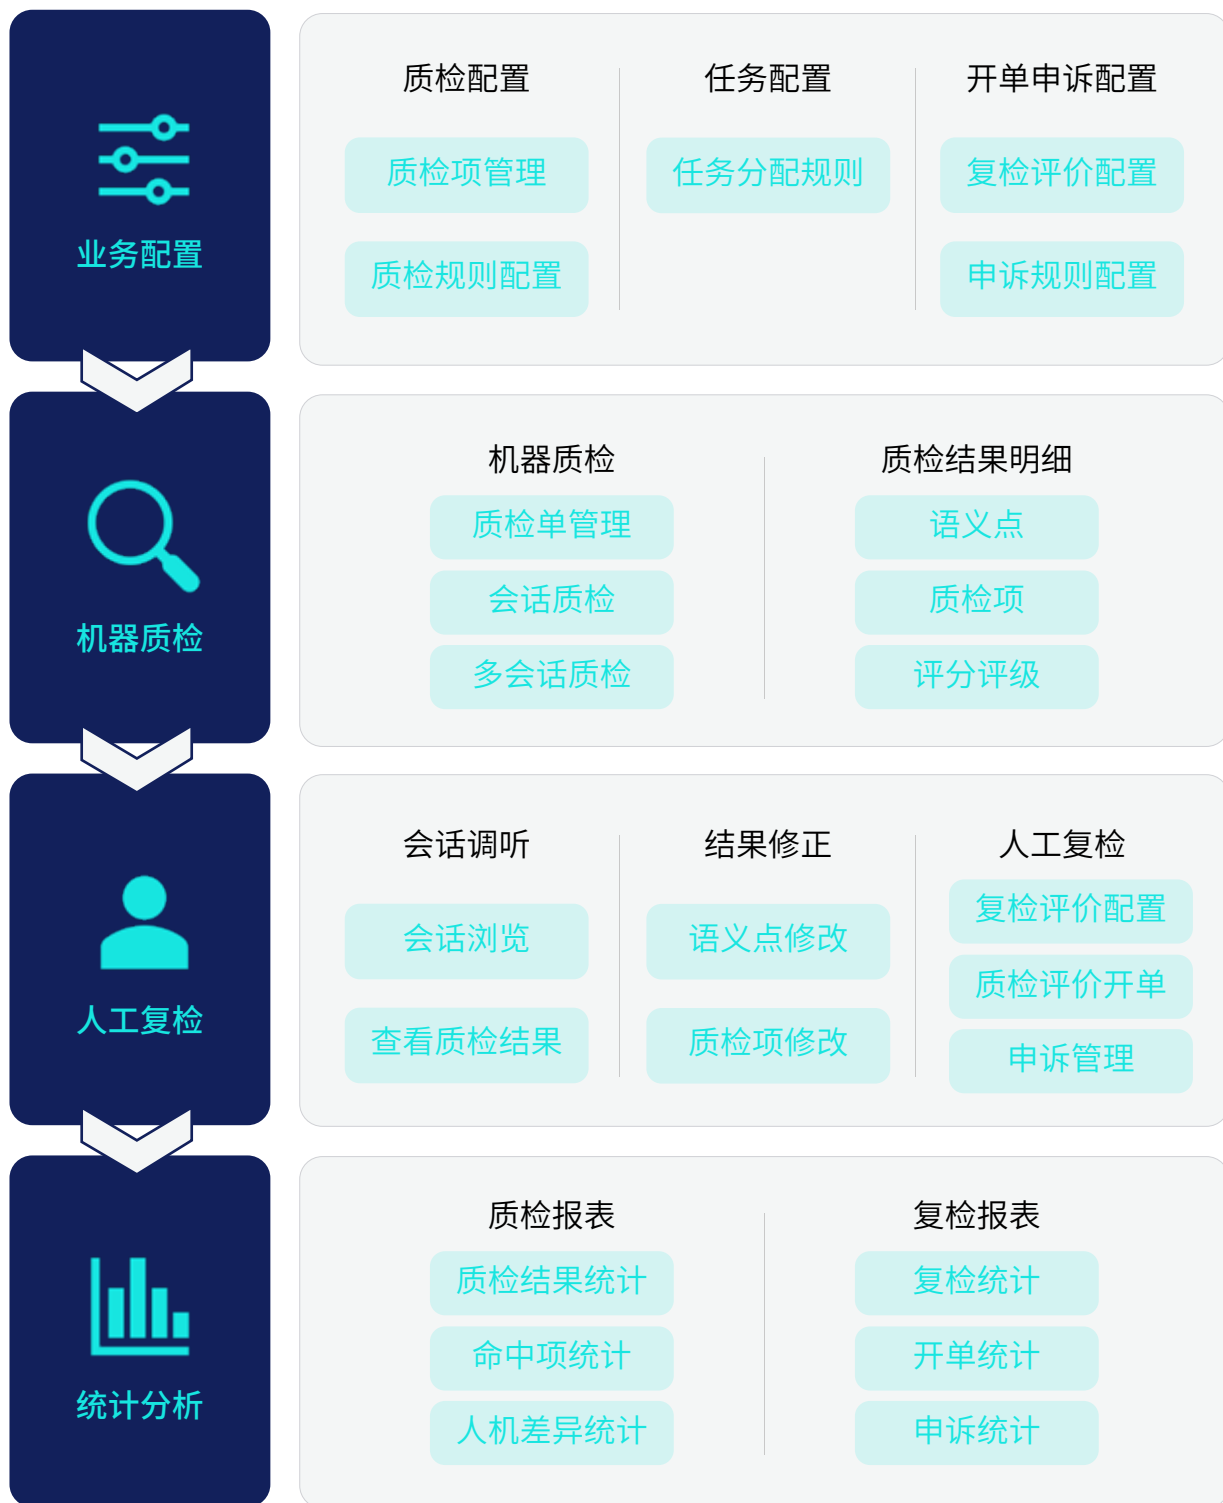 业务配置
质检配置
质检项管理
质检规则配置
任务配置
任务分配规则
开单申诉配置
复检评价配置
申诉规则配置
机器质检
机器质检
质检单管理
会话质检
多会话质检
质检结果明细
语义点
质检项
评分评级
人工复检
会话调听
会话浏览
查看质检结果
结果修正
语义点修改
质检项修改
人工复检
复检评价配置
质检评价开单
申诉管理
统计分析
质检报表
质检结果统计
命中项统计
人机差异统计
复检报表
复检统计
开单统计
申诉统计